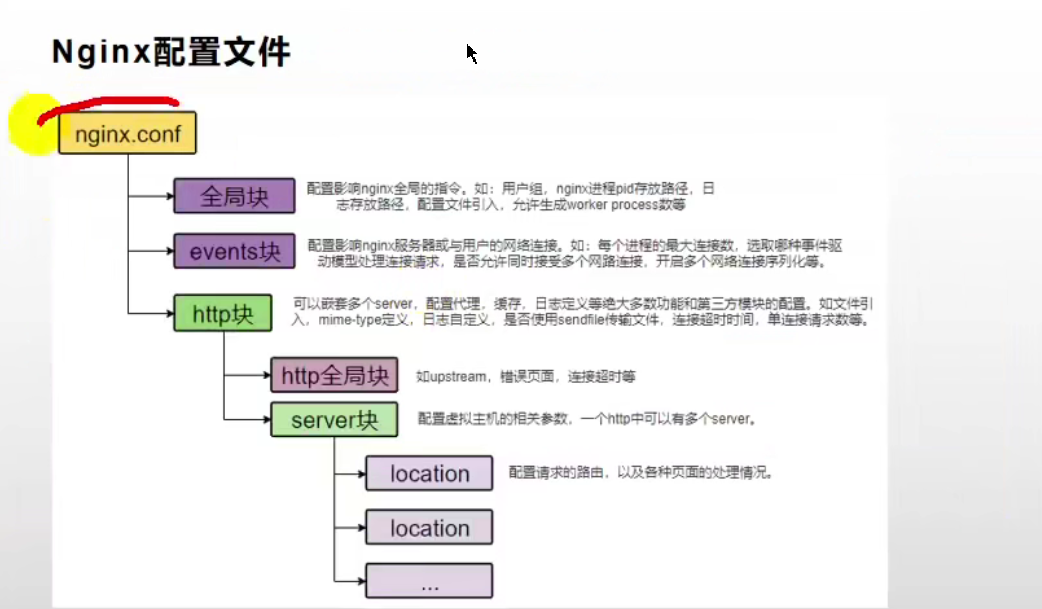 Nginx配置文件
nginx.conf
全局块
配置影响nginx全局的指令。如：用户组，nginx进程pid存放路径，日
志存放路径，配置文件引入，允许生成worker process数等
events块
配置影响nginx服务器或与用户的网络连接。如：每个进程的最大连接数，选取哪种事件驱
动模型处理连接请求，是否允许同时接受多个网路连接，开启多个网络连接序列化等。
http块
可以嵌套多个server，配置代理，缓存，日志定义等绝大多数功能和第三方模块的配置。如文件引
入，mime-type定义，日志自定义，是否使用sendfile传输文件，连接超时时间，单连接请求数等。
http全局块
如upstream，错误页面，连接超时等
server块
配置虚拟主机的相关参数，一个http中可以有多个server。
location
配置请求的路由，以及各种页面的处理情况。
location
...